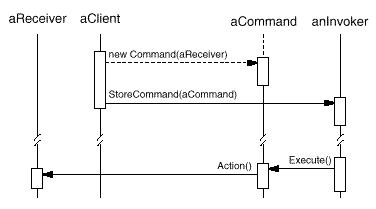 aReceiver aClient aCommand anInvoker
new Command(aReceiver)
StoreCommand(aCommand)
Action() Execute()